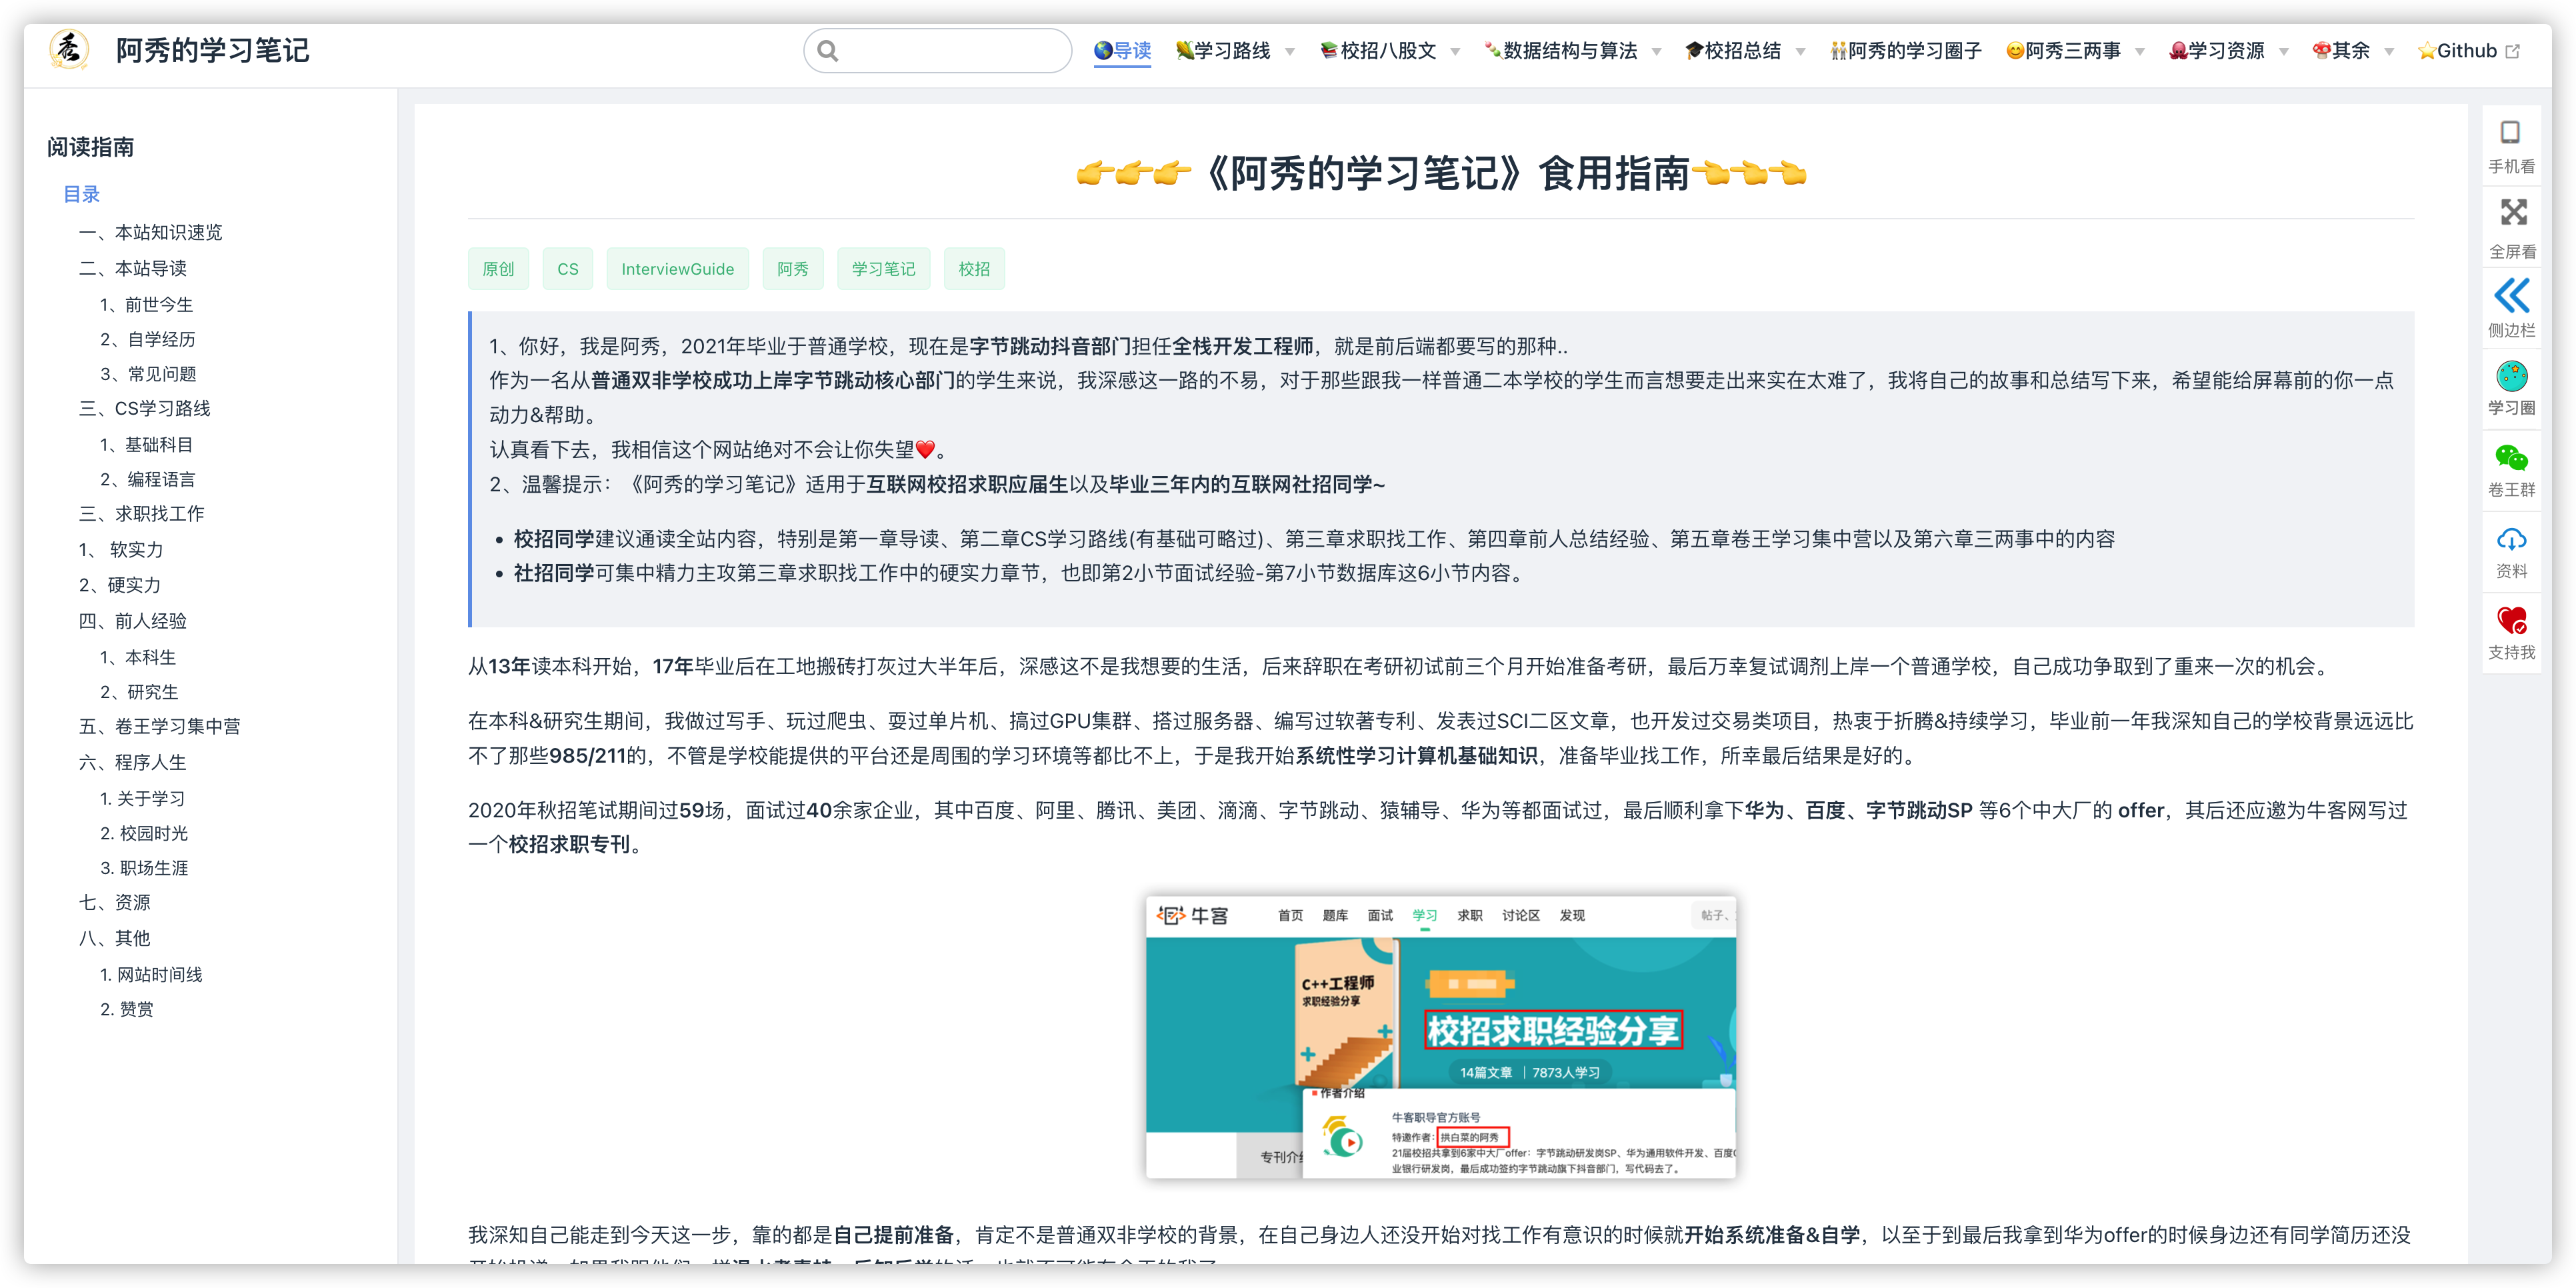 秀 阿秀的学习笔记
导读 学习路线 校招八股文 数据结构与算法 校招总结 阿秀的学习圈子 阿秀三两事 学习资源 其余 Github
阅读指南
目录
一、本站知识速览
二、本站导读
1、前世今生
2、自学经历
3、常见问题
三、CS学习路线
1、基础科目
2、编程语言
三、求职找工作
1、 软实力
2、硬实力
四、前人经验
1、本科生
2、研究生
五、卷王学习集中营
六、程序人生
1. 关于学习
2. 校园时光
3. 职场生涯
七、资源
八、其他
1. 网站时间线
2. 赞赏
《阿秀的学习笔记》食用指南
原创 CS InterviewGuide 阿秀 学习笔记 校招
1、你好，我是阿秀，2021年毕业于普通学校，现在是字节跳动抖音部门担任全栈开发工程师，就是前后端都要写的那种..
作为一名从普通双非学校成功上岸字节跳动核心部门的学生来说，我深感这一路的不易，对于那些跟我一样普通二本学校的学生而言想要走出来实在太难了，我将自己的故事和总结写下来，希望能给屏幕前的你一点
动力&帮助。
认真看下去，我相信这个网站绝对不会让你失望❤️。
2、温馨提示：《阿秀的学习笔记》适用于互联网校招求职应届生以及毕业三年内的互联网社招同学~
• 校招同学建议通读全站内容，特别是第一章导读、第二章CS学习路线(有基础可略过)、第三章求职找工作、第四章前人总结经验、第五章卷王学习集中营以及第六章三两事中的内容
• 社招同学可集中精力主攻第三章求职找工作中的硬实力章节，也即第2小节面试经验-第7小节数据库这6小节内容。
从13年读本科开始，17年毕业后在工地搬砖打灰过大半年后，深感这不是我想要的生活，后来辞职在考研初试前三个月开始准备考研，最后万幸复试调剂上岸一个普通学校，自己成功争取到了重来一次的机会。
在本科&研究生期间，我做过写手、玩过爬虫、耍过单片机、搞过GPU集群、搭过服务器、编写过软著专利、发表过SCI二区文章，也开发过交易类项目，热衷于折腾&持续学习，毕业前一年我深知自己的学校背景远远比
不了那些985/211的，不管是学校能提供的平台还是周围的学习环境等都比不上，于是我开始系统性学习计算机基础知识，准备毕业找工作，所幸最后结果是好的。
2020年秋招笔试期间过59场，面试过40余家企业，其中百度、阿里、腾讯、美团、滴滴、字节跳动、猿辅导、华为等都面试过，最后顺利拿下华为、百度、字节跳动SP 等6个中大厂的 offer，其后还应邀为牛客网写过
一个校招求职专刊。
牛客 首页 题库 面试 学习 求职 讨论区 发现 帖子、
C++工程师
求职经验分享
校招求职经验分享
14篇文章 | 7873人学习
作者介绍
牛客职导官方账号
特邀作者：拱白菜的阿秀
21届校招共拿到6家中大厂offer：字节跳动研发岗SP、华为通用软件开发、百度
业银行研发岗，最后成功签约字节跳动旗下抖音部门，写代码去了。
专刊介
我深知自己能走到今天这一步，靠的都是自己提前准备，肯定不是普通双非学校的背景，在自己身边人还没开始对找工作有意识的时候就开始系统准备&自学，以至于到最后我拿到华为offer的时候身边还有同学简历还没
手机看
全屏看
侧边栏
学习圈
卷王群
资料
支持我